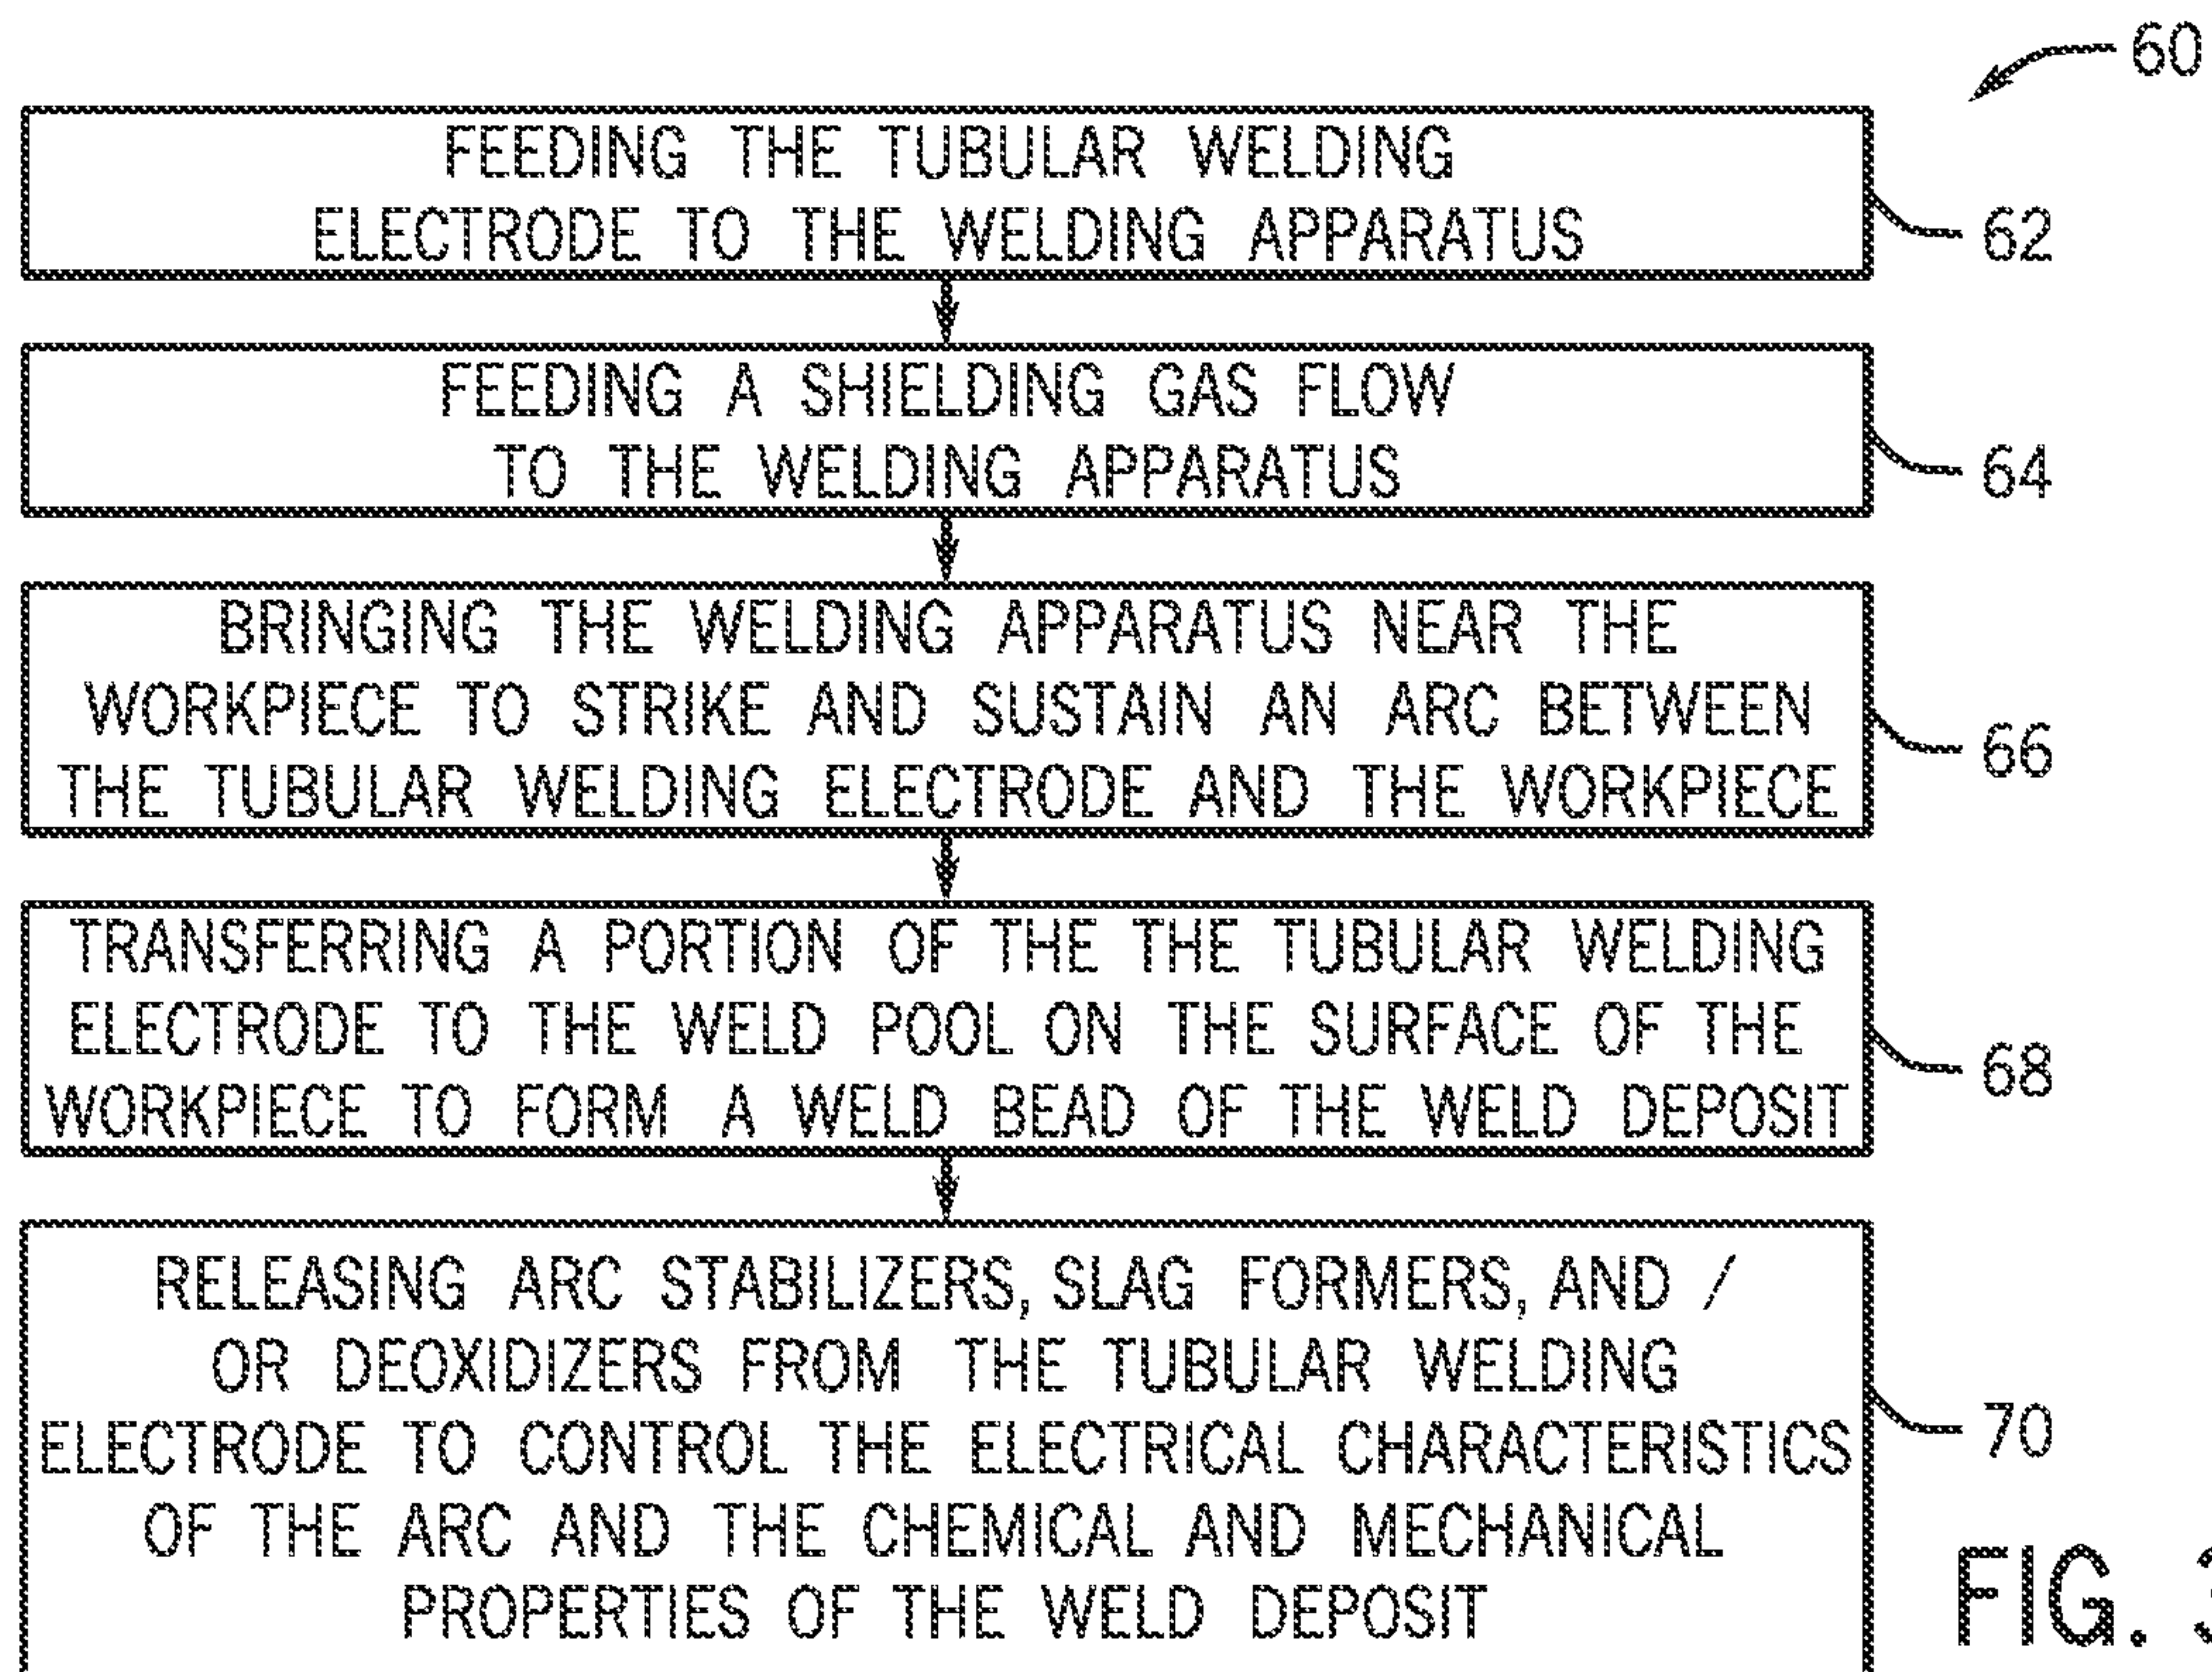 60
FEEDING THE TUBULAR WELDING
ELECTRODE TO THE WELDING APPARATUS
62
FEEDING A SHIELDING GAS FLOW
TO THE WELDING APPARATUS
64
BRINGING THE WELDING APPARATUS NEAR THE
WORKPIECE TO STRIKE AND SUSTAIN AN ARC BETWEEN
THE TUBULAR WELDING ELECTRODE AND THE WORKPIECE
66
TRANSFERRING A PORTION OF THE THE TUBULAR WELDING
ELECTRODE TO THE WELD POOL ON THE SURFACE OF THE
WORKPIECE TO FORM A WELD BEAD OF THE WELD DEPOSIT
68
RELEASING ARC STABILIZERS, SLAG FORMERS, AND /
OR DEOXIDIZERS FROM THE TUBULAR WELDING
ELECTRODE TO CONTROL THE ELECTRICAL CHARACTERISTICS
OF THE ARC AND THE CHEMICAL AND MECHANICAL
PROPERTIES OF THE WELD DEPOSIT
70
FIG.